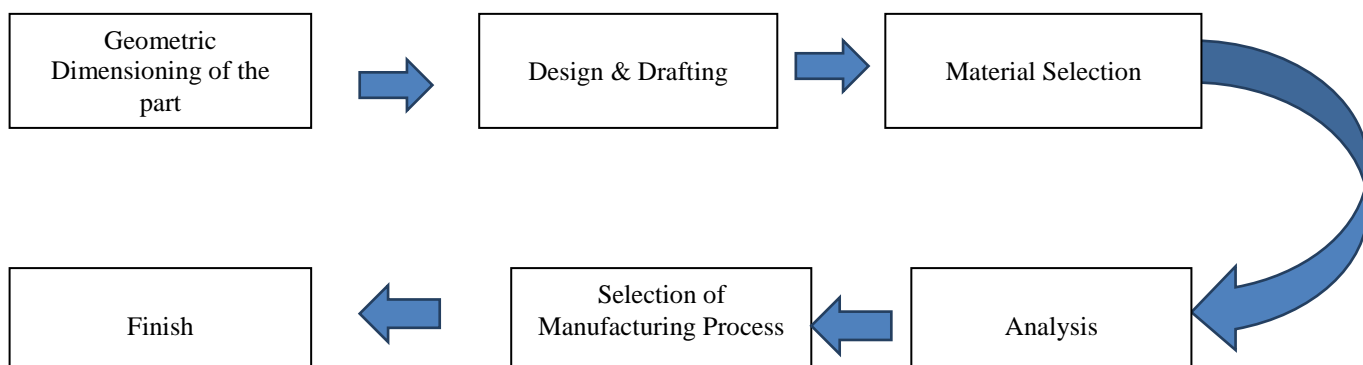 Geometric
Dimensioning of the
part
Design & Drafting
Material Selection
Finish
Selection of
Manufacturing Process
Analysis